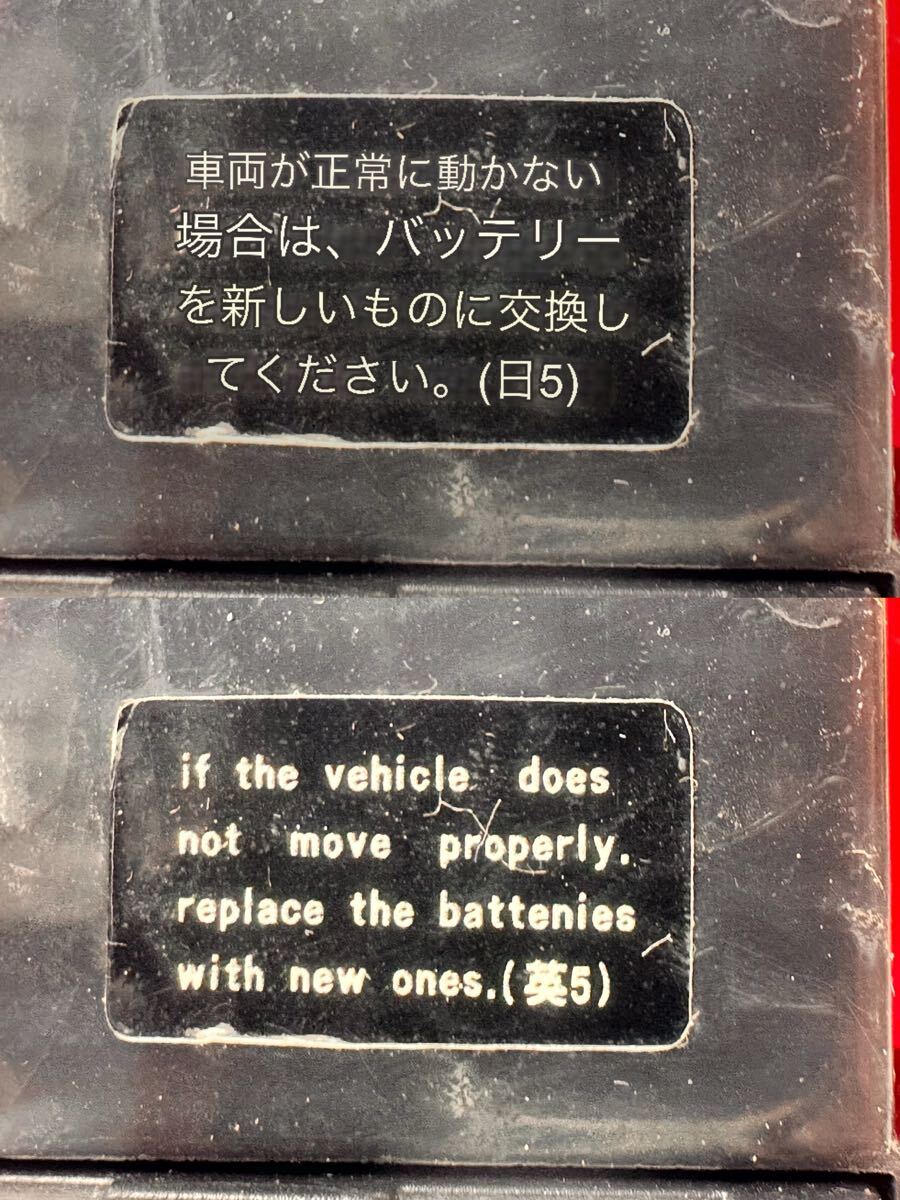 車両が正常に動かない
場合は、バッテリー
を新しいものに交換し
てください。(日5)
if the vehicle does
not move properly.
replace the battenies
with new ones.(英5)